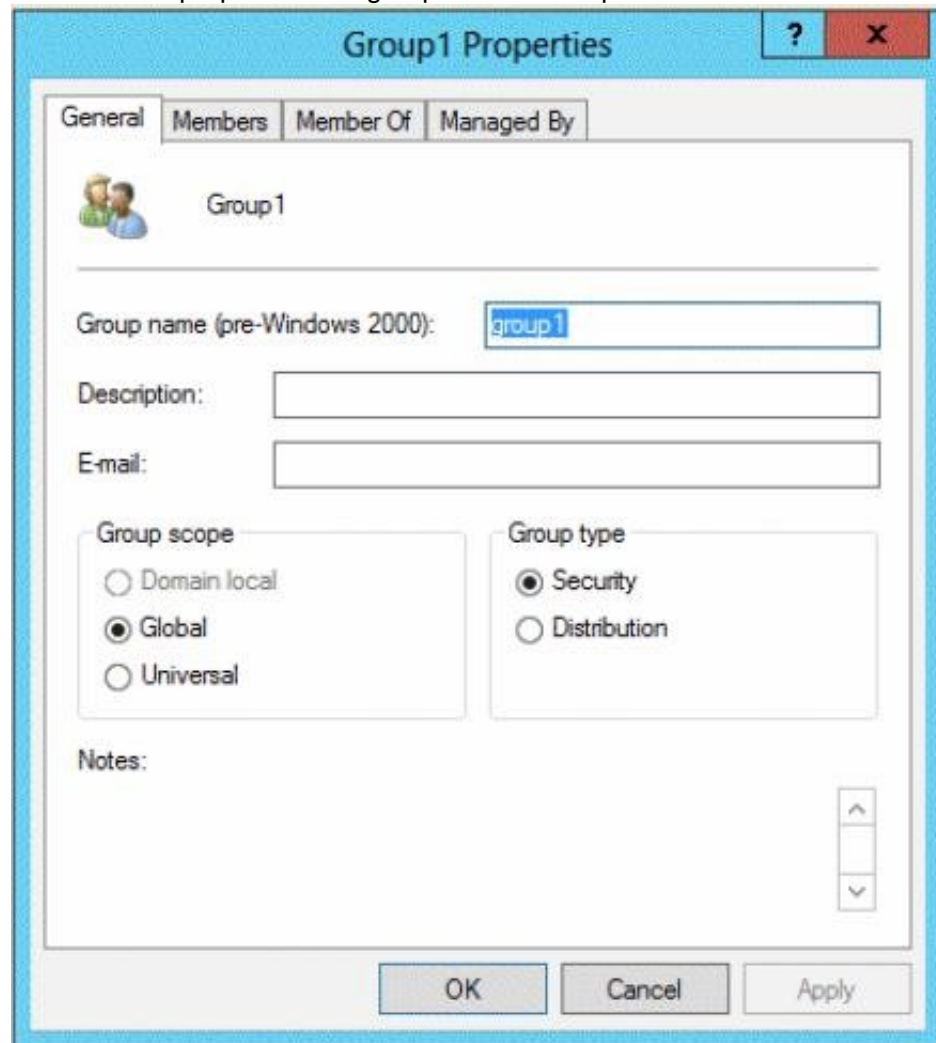 Group1 Properties
?
x
General Members Member Of Managed By
Group1
Group name (pre-Windows 2000): group1
Description:
E-mail:
Group scope Group type
Domain local Security
Global Distribution
Universal
Notes:
OK Cancel Apply